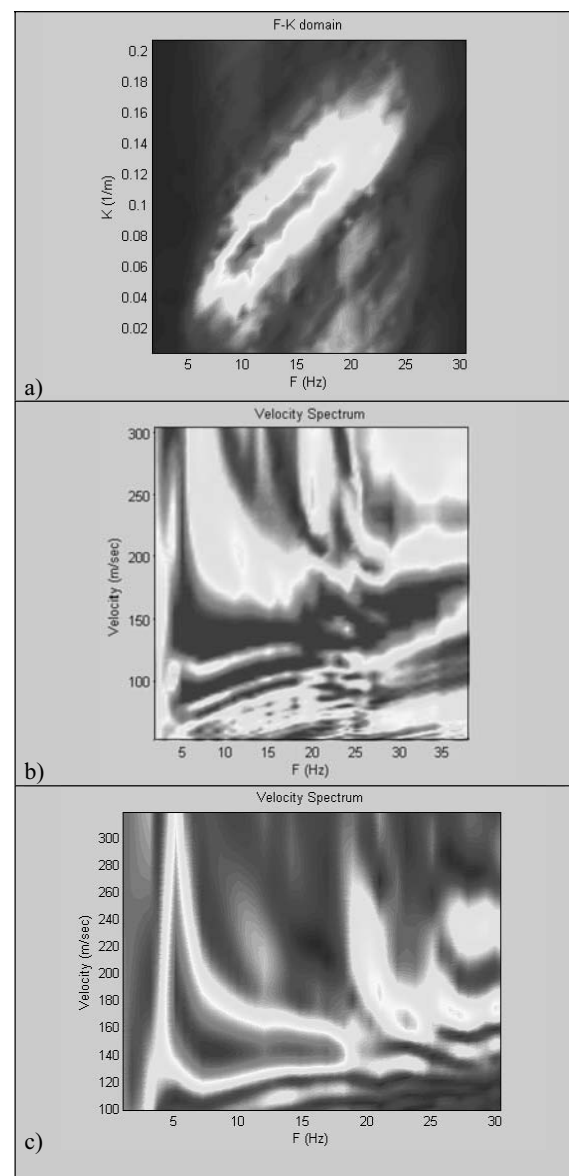 F-K domain
0.2
0.18
0.16
0.14
0.12
0.1
0.08
0.06
0.04
0.02
K (1/m)
5 10 15 20 25 30
F (Hz)
a)
Velocity Spectrum
300
250
200
150
100
Velocity (m/sec)
5 10 15 20 25 30 35
F (Hz)
b)
Velocity Spectrum
300
280
260
240
220
200
180
160
140
120
100
Velocity (m/sec)
5 10 15 20 25 30
F (Hz)
c)